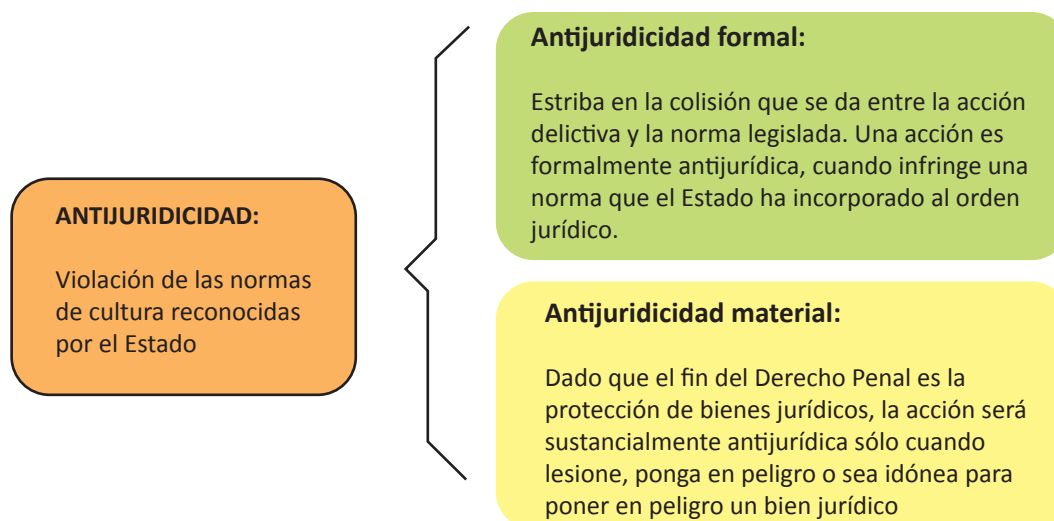 ANTIJURIDICIDAD:
Violación de las normas
de cultura reconocidas
por el Estado
Antijuridicidad formal:
Estriba en la colisión que se da entre la acción
delictiva y la norma legislada. Una acción es
formalmente antijurídica, cuando infringe una
norma que el Estado ha incorporado al orden
jurídico.
Antijuridicidad material:
Dado que el fin del Derecho Penal es la
protección de bienes jurídicos, la acción será
sustancialmente antijurídica sólo cuando
lesione, ponga en peligro o sea idónea para
poner en peligro un bien jurídico